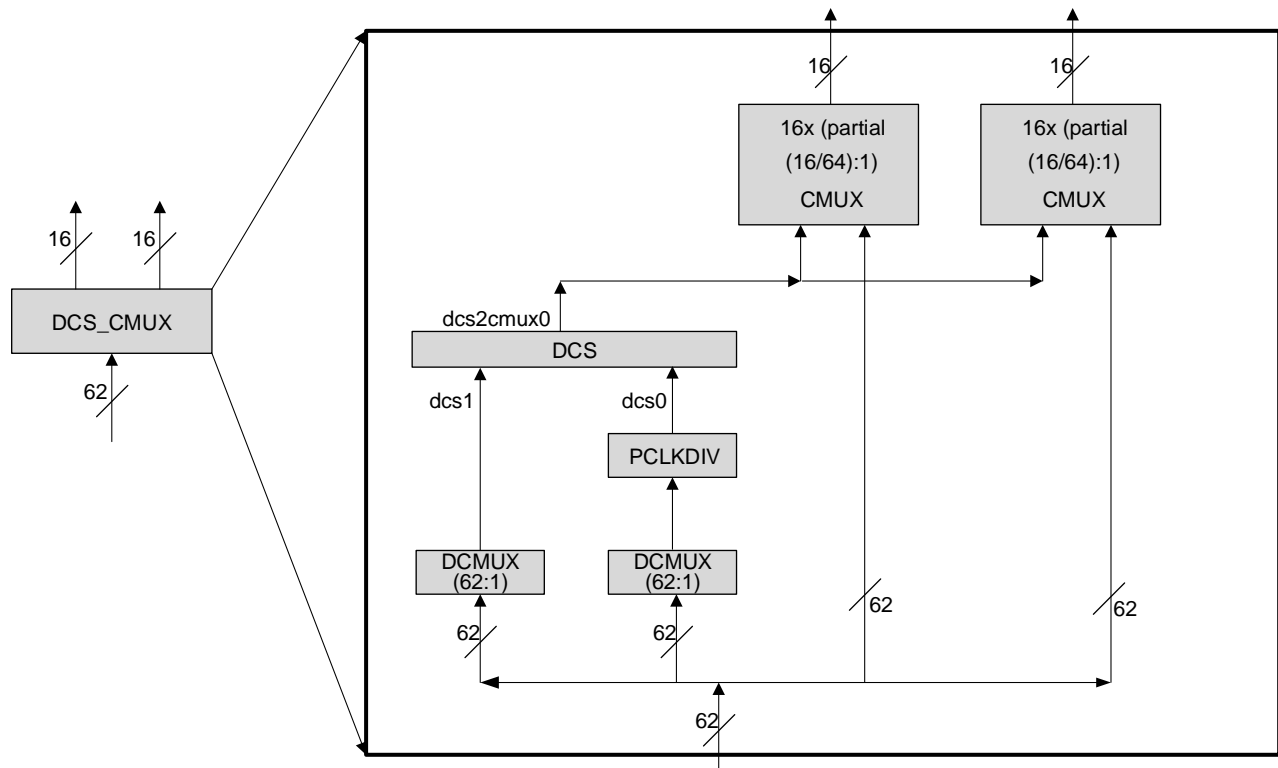 16
16
16x (partial
(16/64):1)
CMUX
16x (partial
(16/64):1)
CMUX
16
16
DCS_CMUX
62
dcs2cmux0
DCS
dcs1
dcs0
PCLKDIV
DCMUX
(62:1)
DCMUX
(62:1)
62
62
62
62
62